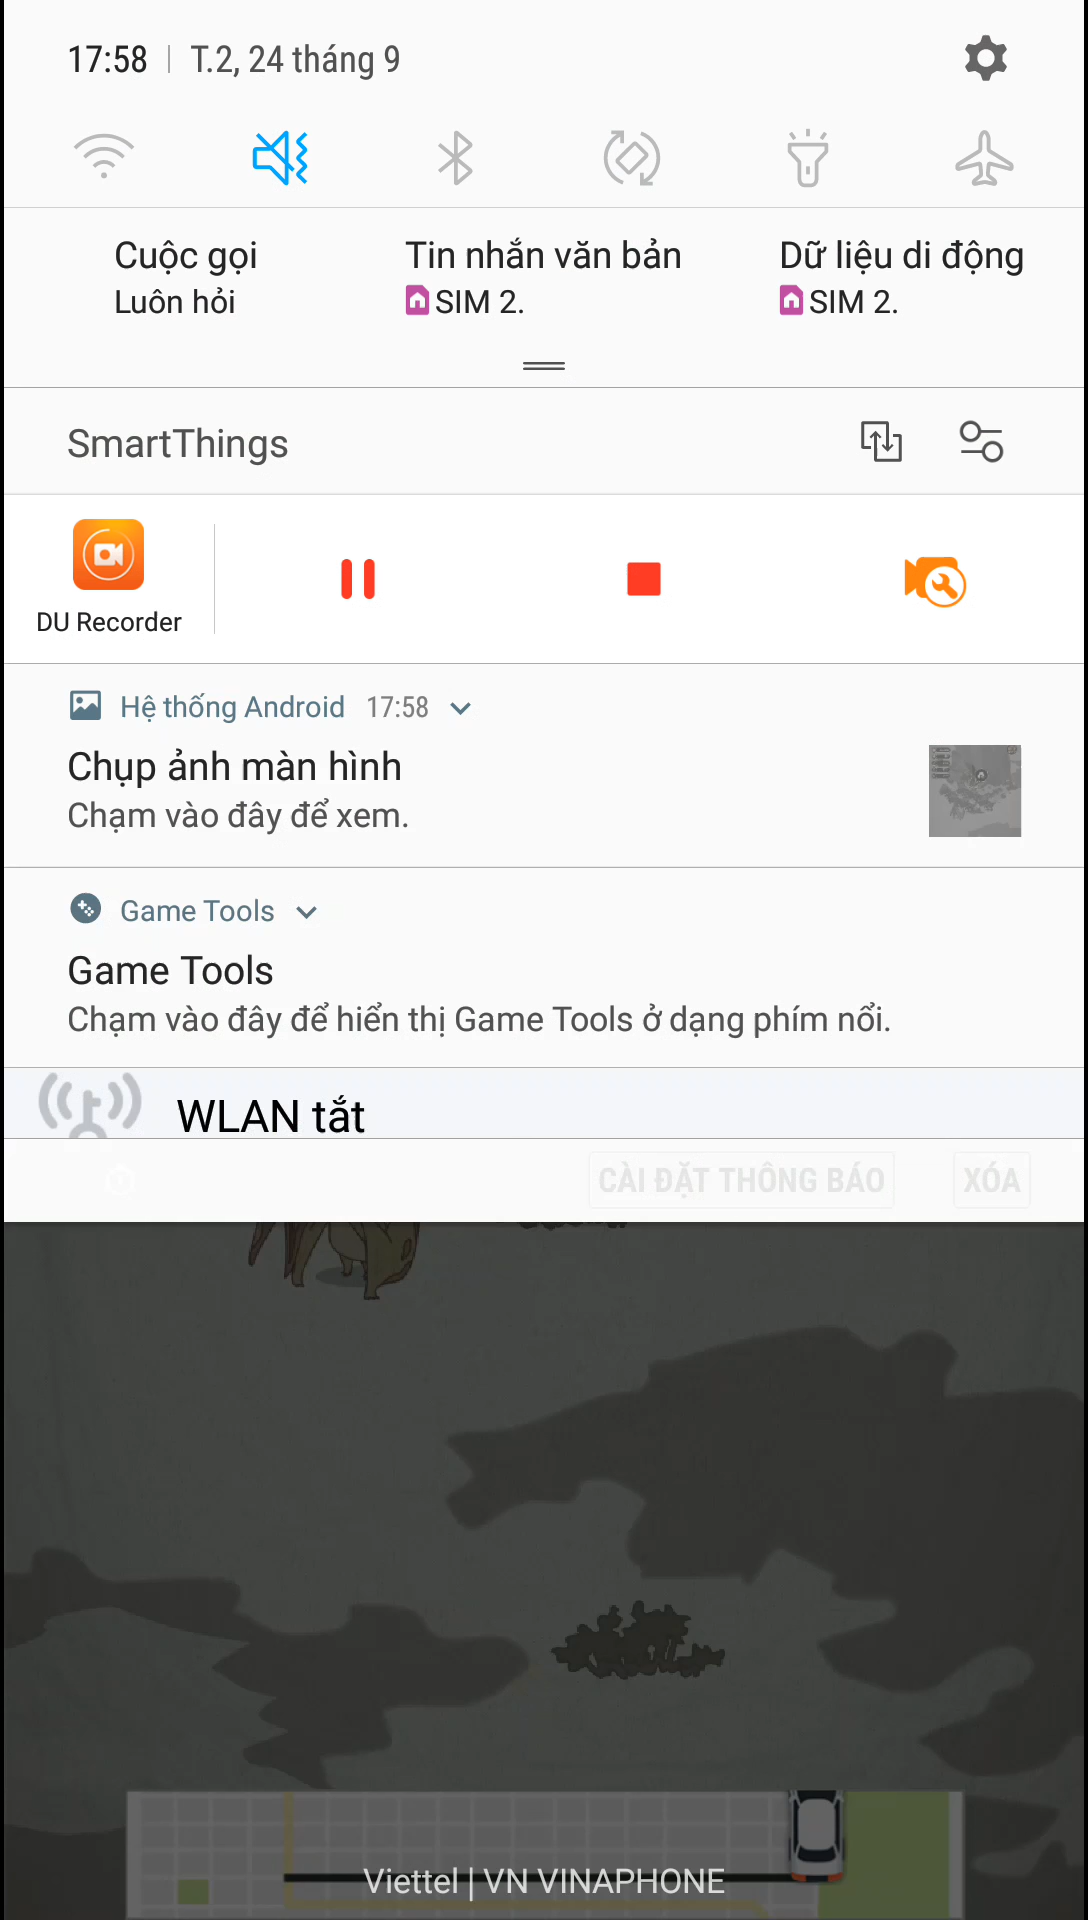 17:58 | T.2, 24 tháng 9
Cuộc gọi
Luôn hỏi
Tin nhắn văn bản
SIM 2.
Dữ liệu di động
SIM 2.
SmartThings
DU Recorder
Hệ thống Android 17:58
Chụp ảnh màn hình
Chạm vào đây để xem.
Game Tools
Game Tools
Chạm vào đây để hiển thị Game Tools ở dạng phím nổi.
WLAN tắt
CÀI ĐẶT THÔNG BÁO XÓA
Viettel | VN VINAPHONE